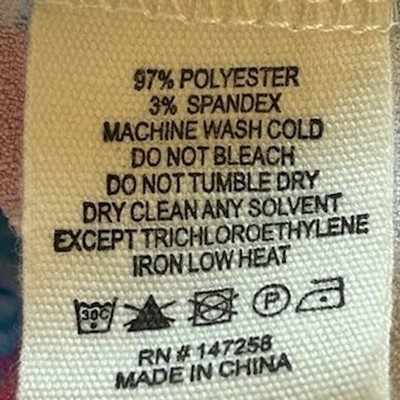 97% POLYESTER
3% SPANDEX
MACHINE WASH COLD
DO NOT BLEACH
DO NOT TUMBLE DRY
DRY CLEAN ANY SOLVENT
EXCEPT TRICHLOROETHYLENE
IRON LOW HEAT
30C P
RN # 147258
MADE IN CHINA